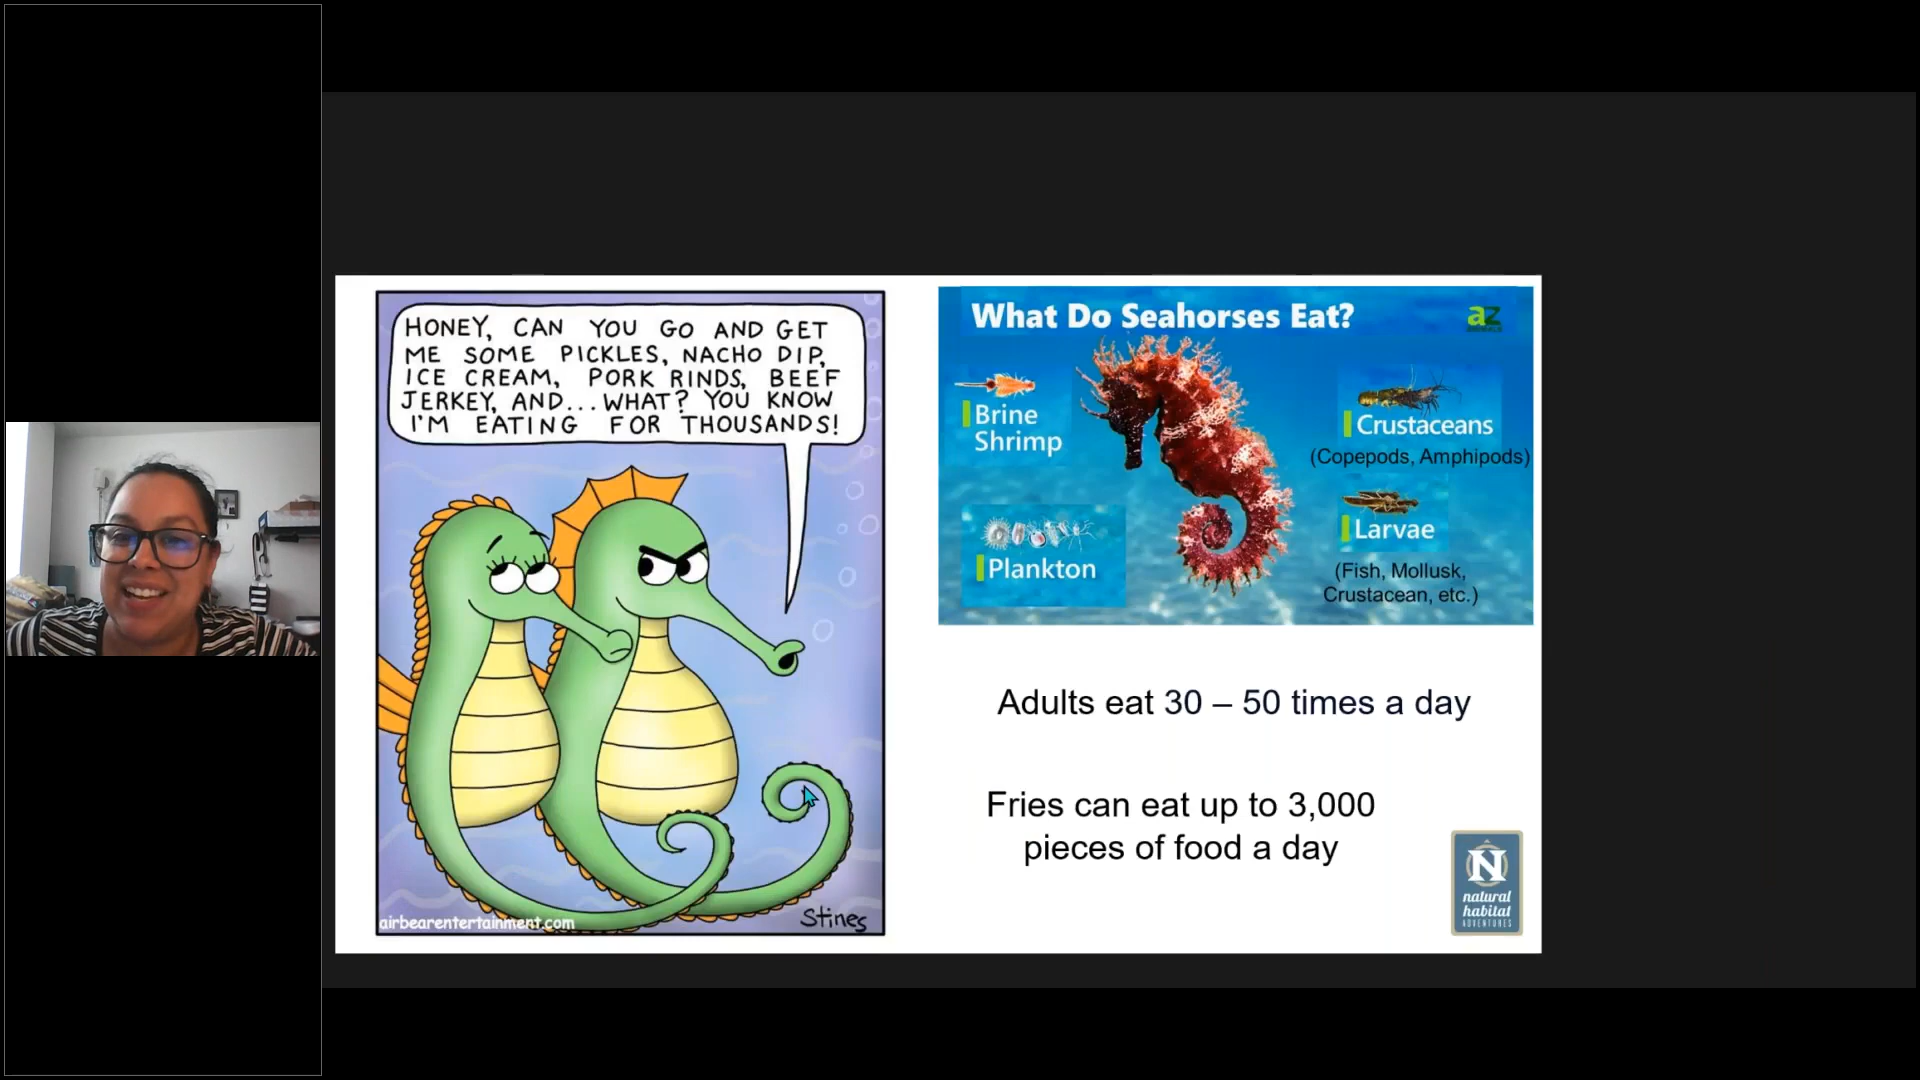 HONEY, CAN YOU GO AND GET
ME SOME PICKLES, NACHO DIP,
ICE CREAM, PORK RINDS, BEEF
JERKEY, AND...WHAT? YOU KNOW
I'M EATING FOR THOUSANDS!
airbearentertainment.com
Stines
What Do Seahorses Eat?
az
Brine
Shrimp
Crustaceans
(Copepods, Amphipods)
Plankton
Larvae
(Fish, Mollusk,
Crustacean, etc.)
Adults eat 30 – 50 times a day
Fries can eat up to 3,000
pieces of food a day
N
natural
habitat
ADVENTURES